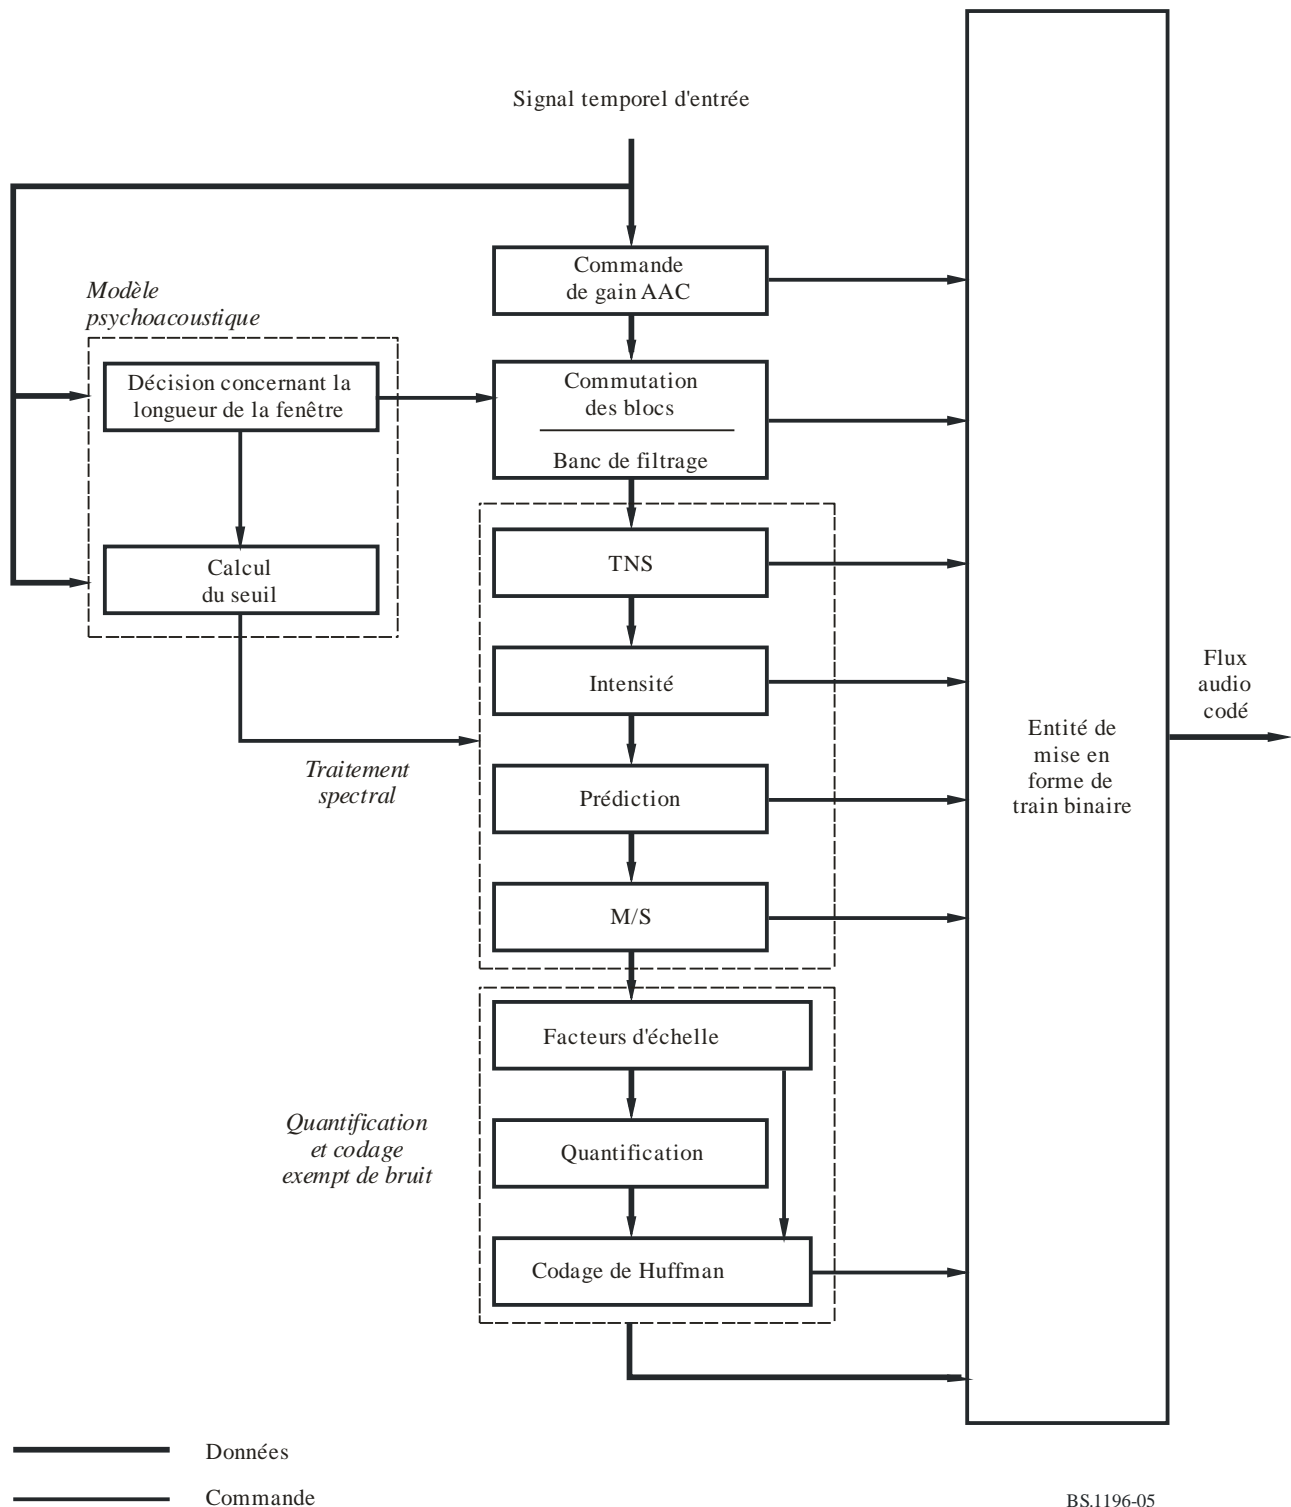 Signal temporel d'entrée
Commande
de gain AAC
Modèle
psychoacoustique
Décision concernant la
longueur de la fenêtre
Commutation
des blocs
Banc de filtrage
Calcul
du seuil
TNS
Intensité
Traitement
spectral
Prédiction
M/S
Flux
audio
codé
Entité de
mise en
forme de
train binaire
Facteurs d'échelle
Quantification
et codage
exempt de bruit
Quantification
Codage de Huffman
Données
Commande
BS.1196-05